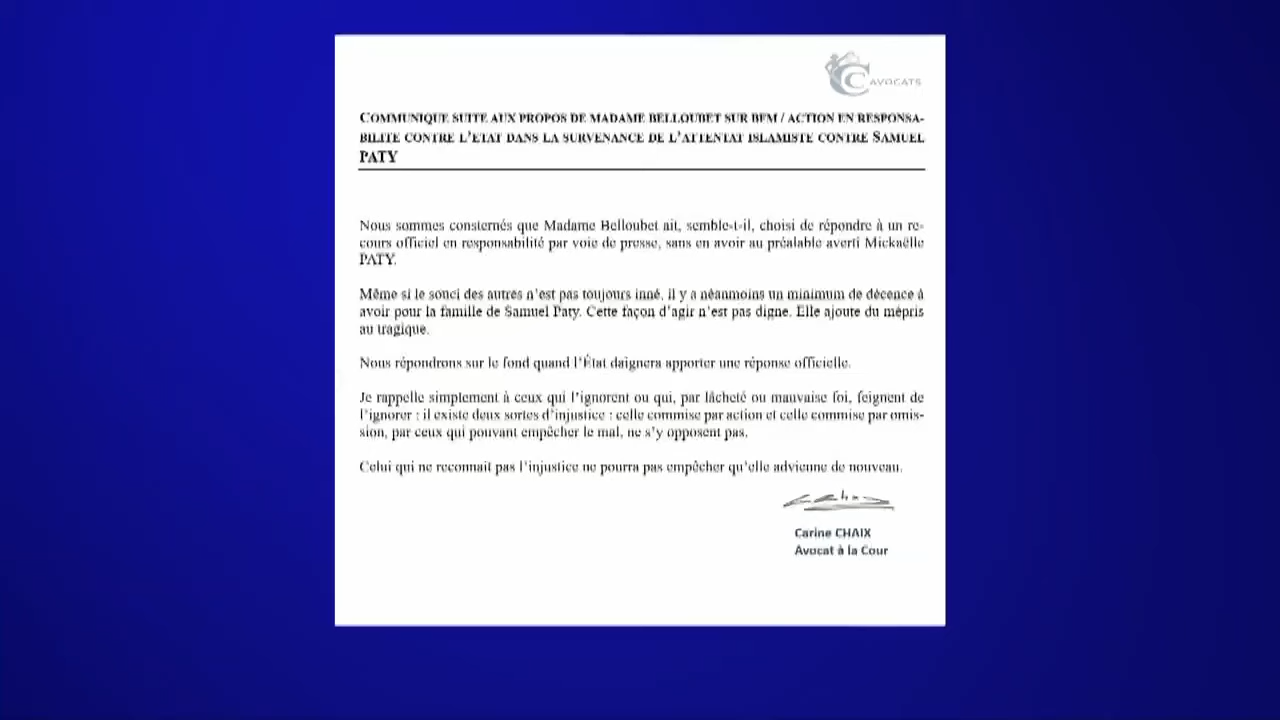 C AVOCATS
COMMUNIQUE SUITE AUX PROPOS DE MADAME BELLOUBET SUR BFM / ACTION EN RESPONSA-
BILITE CONTRE L'ETAT DANS LA SURVENANCE DE L'ATTENTAT ISLAMISTE CONTRE SAMUEL
PATY
Nous sommes consternés que Madame Belloubet ait, semble-t-il, choisi de répondre à un re-
cours officiel en responsabilité par voie de presse, sans en avoir au préalable averti Mickaëlle
PATY.
Même si le souci des autres n'est pas toujours inné, il y a néanmoins un minimum de décence à
avoir pour la famille de Samuel Paty. Cette façon d'agir n'est pas digne. Elle ajoute du mépris
au tragique.
Nous répondrons sur le fond quand l'État daignera apporter une réponse officielle.
Je rappelle simplement à ceux qui l'ignorent ou qui, par lâcheté ou mauvaise foi, feignent de
l'ignorer : il existe deux sortes d'injustice : celle commise par action et celle commise par omis-
sion, par ceux qui pouvant empêcher le mal, ne s'y opposent pas.
Celui qui ne reconnait pas l'injustice ne pourra pas empêcher qu'elle advienne de nouveau.
Carine CHAIX
Avocat à la Cour